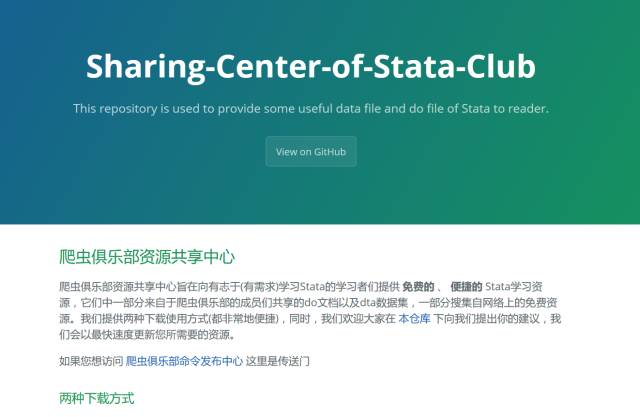 Sharing-Center-of-Stata-Club
This repository is used to provide some useful data file and do file of Stata to reader.
View on GitHub
爬虫俱乐部资源共享中心
爬虫俱乐部资源共享中心旨在向有志于(有需求)学习Stata的学习者们提供 免费的 、 便捷的 Stata学习资
源，它们中一部分来自于爬虫俱乐部的成员们共享的do文档以及dta数据集，一部分搜集自网络上的免费资
源。我们提供两种下载使用方式(都非常地便捷)，同时，我们欢迎大家在 本仓库 下向我们提出你的建议，我
们会以最快速度更新您所需要的资源。
如果您想访问 爬虫俱乐部命令发布中心 这里是传送门
两种下载方式